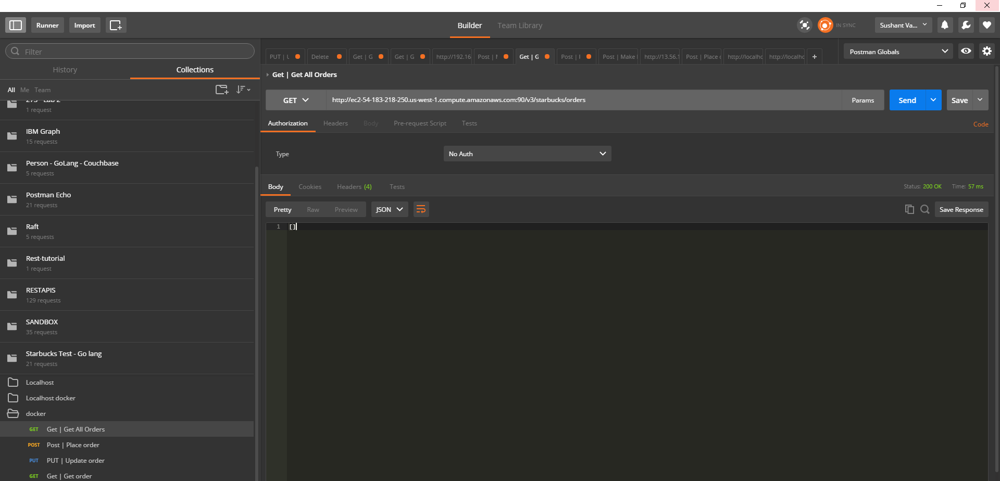 Runner
Import
Builder
Team Library
IN SYNC
Sushant Va...
Filter
History
Collections
All Me Team
1 request
IBM Graph
15 requests
Person - GoLang - Couchbase
5 requests
Postman Echo
21 requests
Raft
5 requests
Rest-tutorial
1 request
RESTAPIS
129 requests
SANDBOX
35 requests
Starbucks Test - Go lang
21 requests
Localhost
Localhost docker
docker
GET Get | Get All Orders
POST Post | Place order
PUT PUT | Update order
GET Get | Get order
PUT |
Delete
Get | G
Get | G
http://192.16
Post |
Get | G
Post |
Post | Make
http://13.56.1
Post | Place
http://localho
http://localho
+
Postman Globals
Get | Get All Orders
GET
http://ec2-54-183-218-250.us-west-1.compute.amazonaws.com:90/v3/starbucks/orders
Params
Send
Save
Authorization Headers Body Pre-request Script Tests
Code
Type
No Auth
Body Cookies Headers (4) Tests
Status: 200 OK Time: 57 ms
Pretty Raw Preview JSON
Save Response
1 []